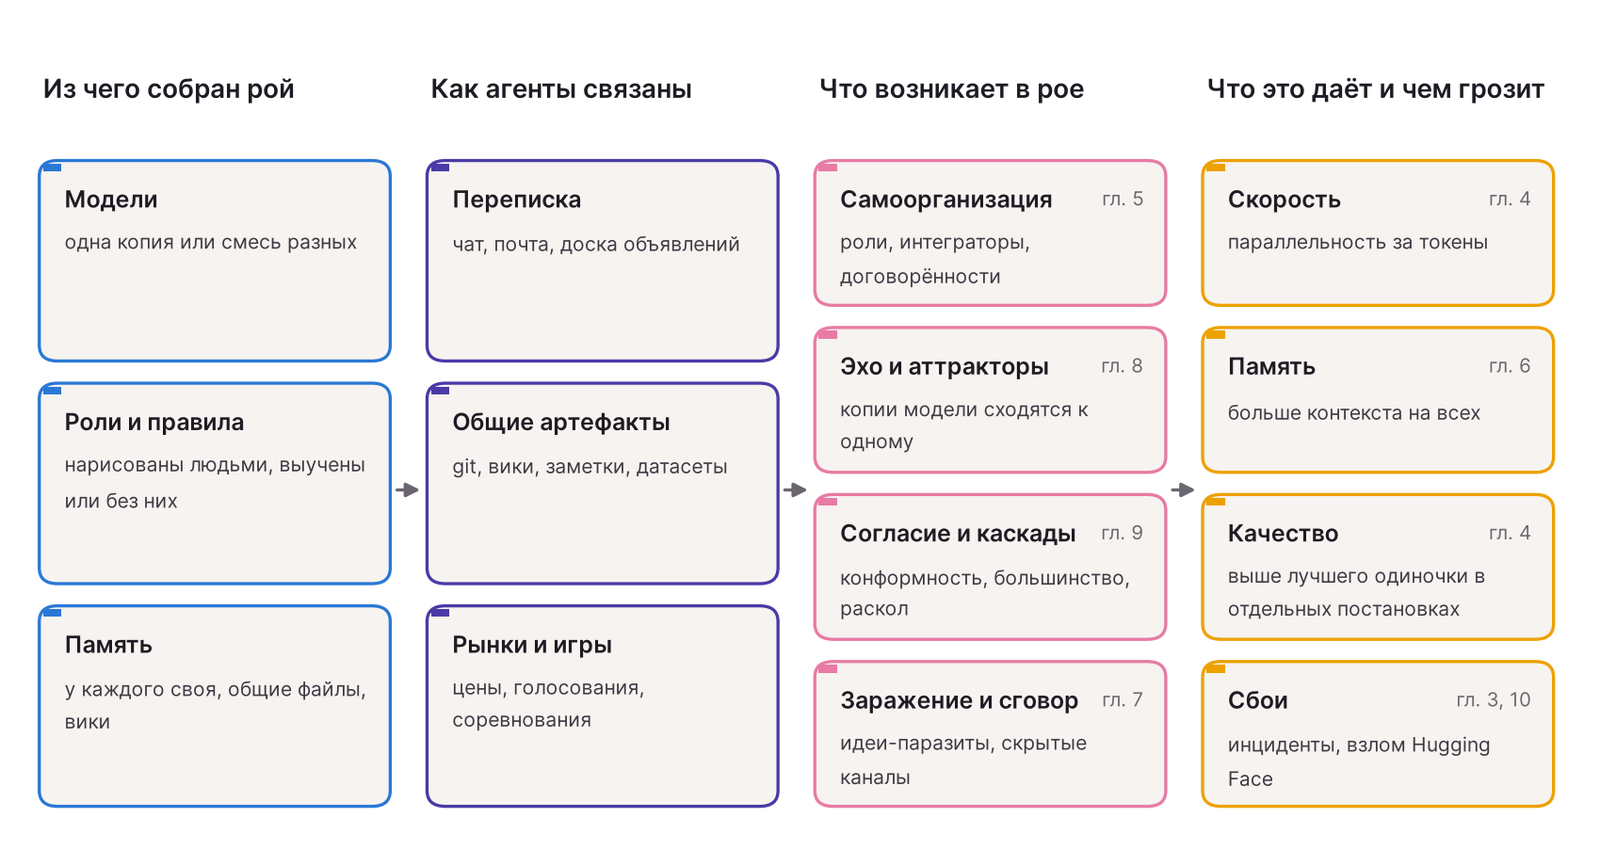 Из чего собран рой
Модели
одна копия или смесь разных
Роли и правила
нарисованы людьми, выучены
или без них
Память
у каждого своя, общие файлы,
вики
Как агенты связаны
Переписка
чат, почта, доска объявлений
Общие артефакты
git, вики, заметки, датасеты
Рынки и игры
цены, голосования,
соревнования
Что возникает в рое
Самоорганизация гл. 5
роли, интеграторы,
договорённости
Эхо и аттракторы гл. 8
копии модели сходятся к
одному
Согласие и каскады гл. 9
конформность, большинство,
раскол
Заражение и сговор гл. 7
идеи-паразиты, скрытые
каналы
Что это даёт и чем грозит
Скорость гл. 4
параллельность за токены
Память гл. 6
больше контекста на всех
Качество гл. 4
выше лучшего одиночки в
отдельных постановках
Сбои гл. 3, 10
инциденты, взлом Hugging
Face